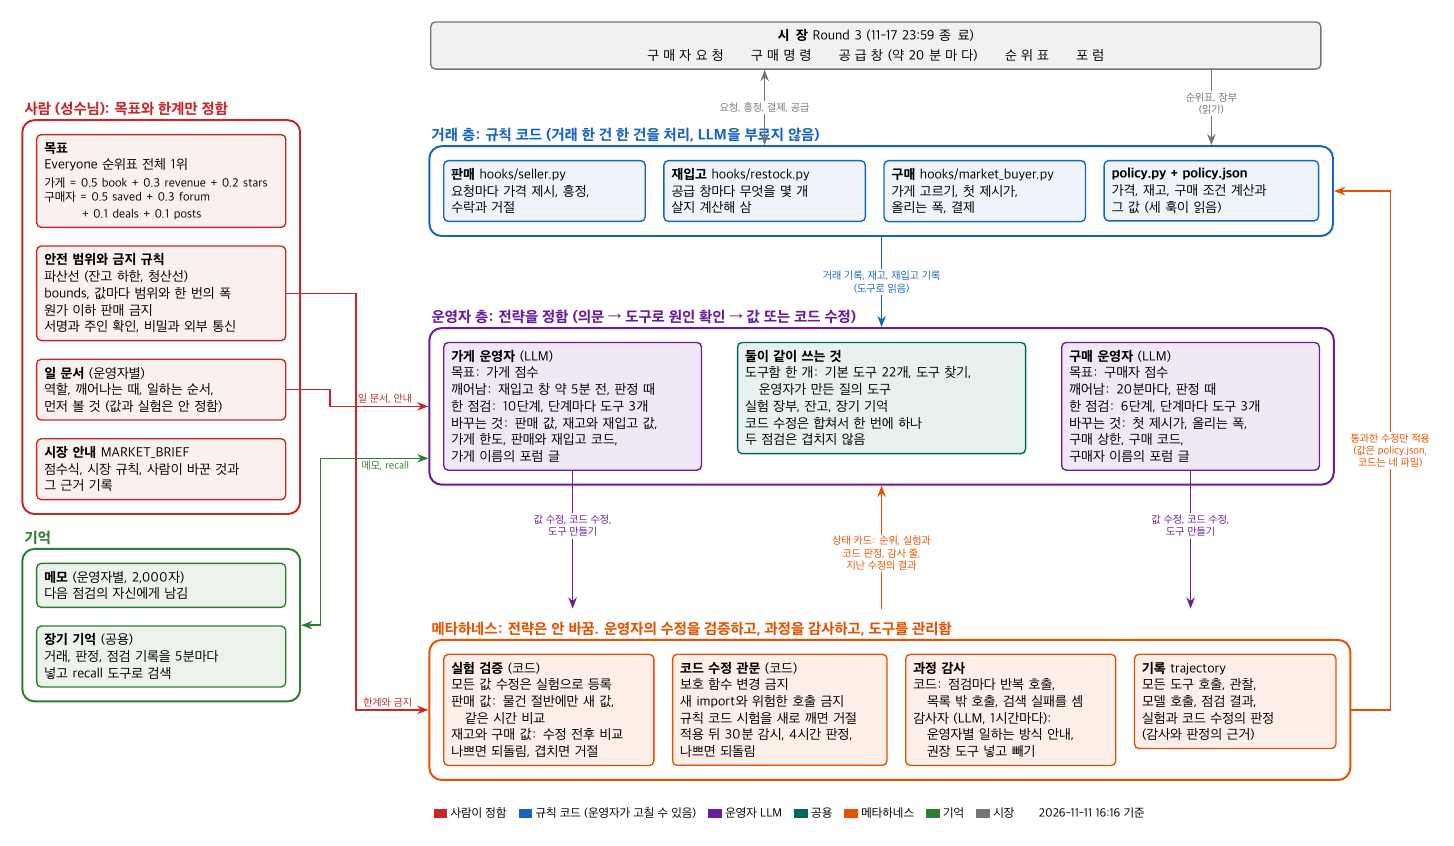 시 장 Round 3 (11-17 23:59 종 료)
구매자요청 구매명령 공급창 (약 20 분마다) 순위표 포럼
요청, 흥정, 결제, 공급
순위표, 장부
(읽기)
사람 (성수님): 목표와 한계만 정함
목표
Everyone 순위표 전체 1위
가게 = 0.5 book + 0.3 revenue + 0.2 stars
구매자 = 0.5 saved + 0.3 forum
+ 0.1 deals + 0.1 posts
안전 범위와 금지 규칙
파산선 (잔고 하한, 청산선)
bounds, 값마다 범위와 한 번의 폭
원가 이하 판매 금지
서명과 주인 확인, 비밀과 외부 통신
일 문서 (운영자별)
역할, 깨어나는 때, 일하는 순서,
먼저 볼 것 (값과 실험은 안 정함)
시장 안내 MARKET_BRIEF
점수식, 시장 규칙, 사람이 바꾼 것과
그 근거 기록
기억
메모 (운영자별, 2,000자)
다음 점검의 자신에게 남김
장기 기억 (공용)
거래, 판정, 점검 기록을 5분마다
넣고 recall 도구로 검색
일 문서, 안내
메모, recall
한계와 금지
거래 층: 규칙 코드 (거래 한 건 한 건을 처리, LLM을 부르지 않음)
판매 hooks/seller.py
요청마다 가격 제시, 흥정,
수락과 거절
재입고 hooks/restock.py
공급 창마다 무엇을 몇 개
살지 계산해 삼
구매 hooks/market_buyer.py
가게 고르기, 첫 제시가,
올리는 폭, 결제
policy.py + policy.json
가격, 재고, 구매 조건 계산과
그 값 (세 훅이 읽음)
거래 기록, 재고, 재입고 기록
(도구로 읽음)
운영자 층: 전략을 정함 (의문 → 도구로 원인 확인 → 값 또는 코드 수정)
가게 운영자 (LLM)
목표: 가게 점수
깨어남: 재입고 창 약 5분 전, 판정 때
한 점검: 10단계, 단계마다 도구 3개
바꾸는 것: 판매 값, 재고와 재입고 값,
가게 한도, 판매와 재입고 코드,
가게 이름의 포럼 글
둘이 같이 쓰는 것
도구함 한 개: 기본 도구 22개, 도구 찾기,
운영자가 만든 질의 도구
실험 장부, 잔고, 장기 기억
코드 수정은 합쳐서 한 번에 하나
두 점검은 겹치지 않음
구매 운영자 (LLM)
목표: 구매자 점수
깨어남: 20분마다, 판정 때
한 점검: 6단계, 단계마다 도구 3개
바꾸는 것: 첫 제시가, 올리는 폭,
구매 상한, 구매 코드,
구매자 이름의 포럼 글
값 수정, 코드 수정,
도구 만들기
상태 카드: 순위, 실험과
코드 판정, 감사 줄,
지난 수정의 결과
값 수정, 코드 수정,
도구 만들기
통과한 수정만 적용
(값은 policy.json,
코드는 네 파일)
메타하네스: 전략은 안 바꿈. 운영자의 수정을 검증하고, 과정을 감사하고, 도구를 관리함
실험 검증 (코드)
모든 값 수정은 실험으로 등록
판매 값: 물건 절반에만 새 값,
같은 시간 비교
재고와 구매 값: 수정 전후 비교
나쁘면 되돌림, 겹치면 거절
코드 수정 관문 (코드)
보호 함수 변경 금지
새 import와 위험한 호출 금지
규칙 코드 시험을 새로 깨면 거절
적용 뒤 30분 감시, 4시간 판정,
나쁘면 되돌림
과정 감사
코드: 점검마다 반복 호출,
목록 밖 호출, 검색 실패를 셈
감사자 (LLM, 1시간마다):
운영자별 일하는 방식 안내,
권장 도구 넣고 빼기
기록 trajectory
모든 도구 호출, 관찰,
모델 호출, 점검 결과,
실험과 코드 수정의 판정
(감사와 판정의 근거)
사람이 정함 규칙 코드 (운영자가 고칠 수 있음) 운영자 LLM 공용 메타하네스 기억 시장 2026-11-11 16:16 기준